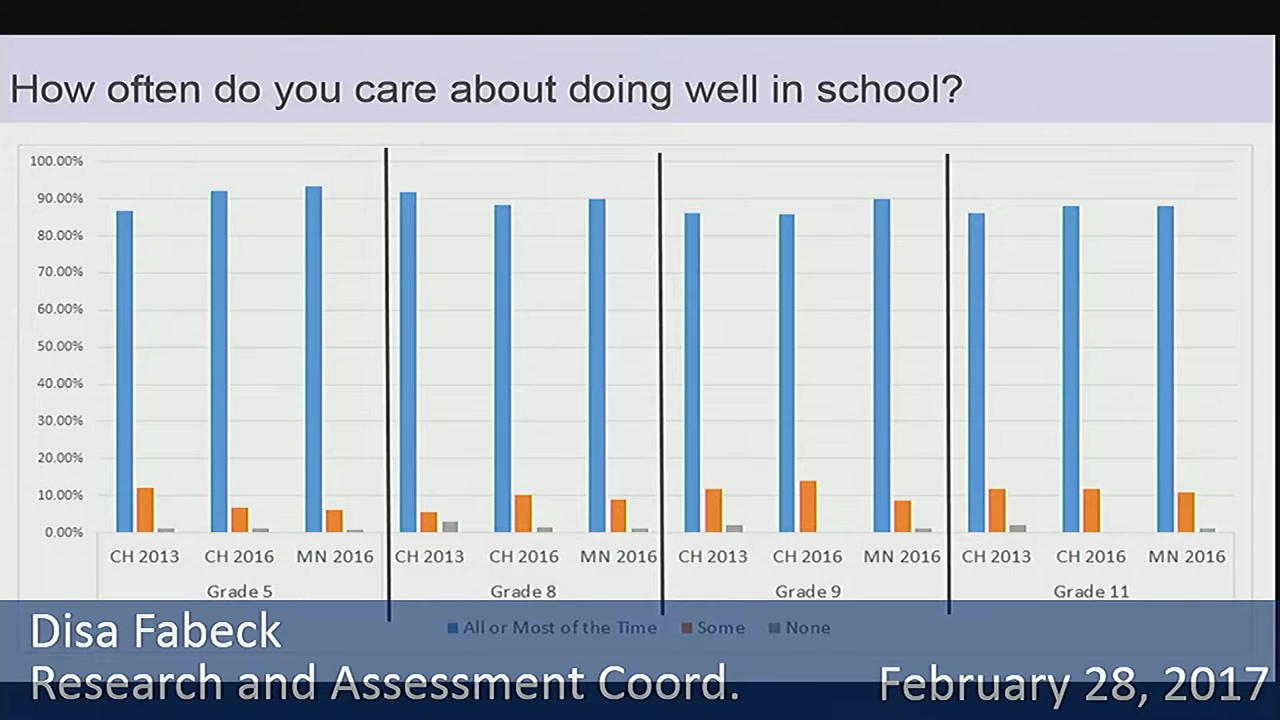 How often do you care about doing well in school?
100.00%
90.00%
80.00%
70.00%
60.00%
50.00%
40.00%
30.00%
20.00%
10.00%
0.00%
CH 2013 CH 2016 MN 2016 CH 2013 CH 2016 MN 2016 CH 2013 CH 2016 MN 2016 CH 2013 CH 2016 MN 2016
Grade 5 Grade 8 Grade 9 Grade 11
All or Most of the Time Some None
Disa Fabeck
Research and Assessment Coord. February 28, 2017